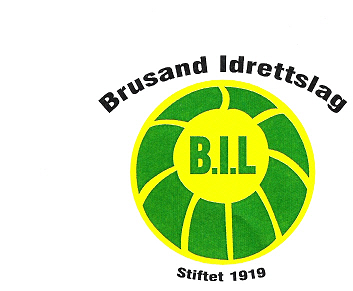 Brusand Idrettslag
B.I.L
Stiftet 1919